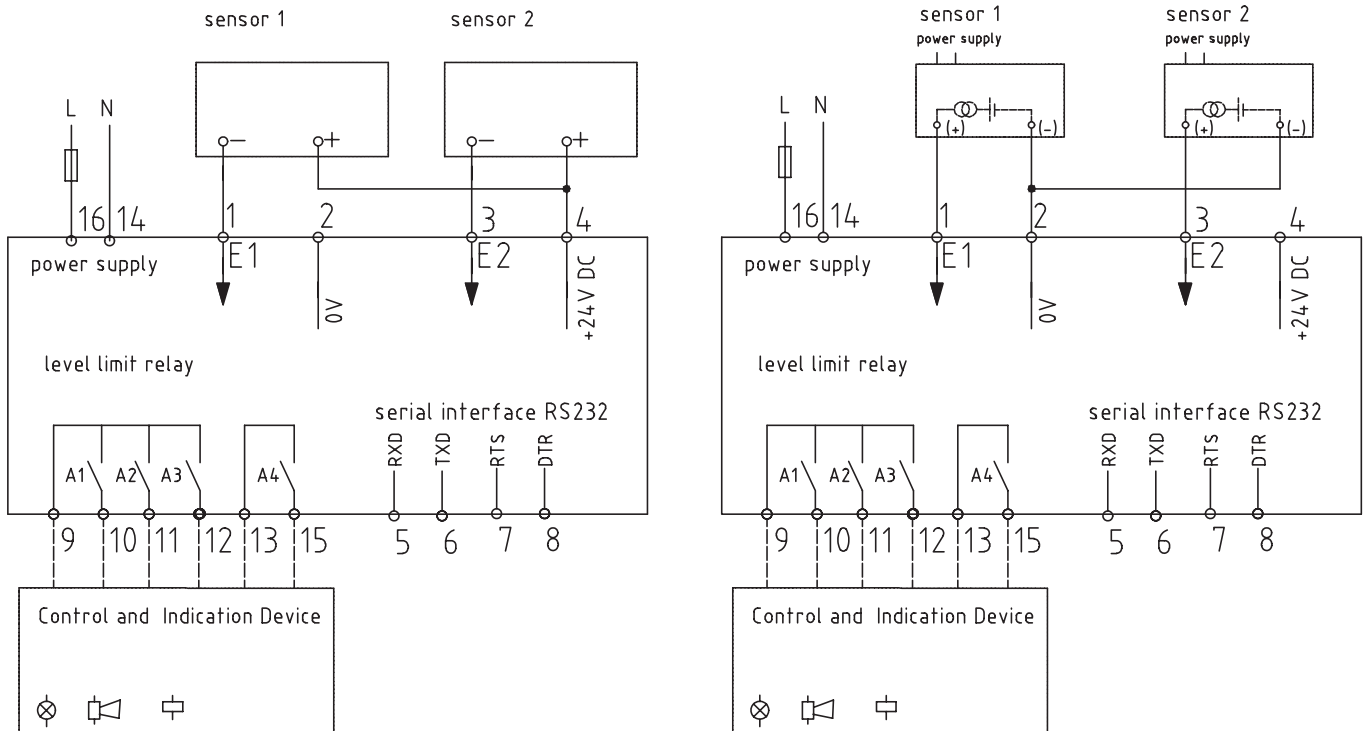 sensor 1
sensor 2
L N
− +
− +
16 14 1 2 3 4
power supply
E1
0V
E2
+24V DC
level limit relay
serial interface RS232
A1 A2 A3 A4
RXD TXD RTS DTR
9 10 11 12 13 15 5 6 7 8
Control and Indication Device
sensor 1
power supply
sensor 2
power supply
L N
(+) (-)
(+) (-)
16 14 1 2 3 4
power supply
E1
0V
E2
+24V DC
level limit relay
serial interface RS232
A1 A2 A3 A4
RXD TXD RTS DTR
9 10 11 12 13 15 5 6 7 8
Control and Indication Device